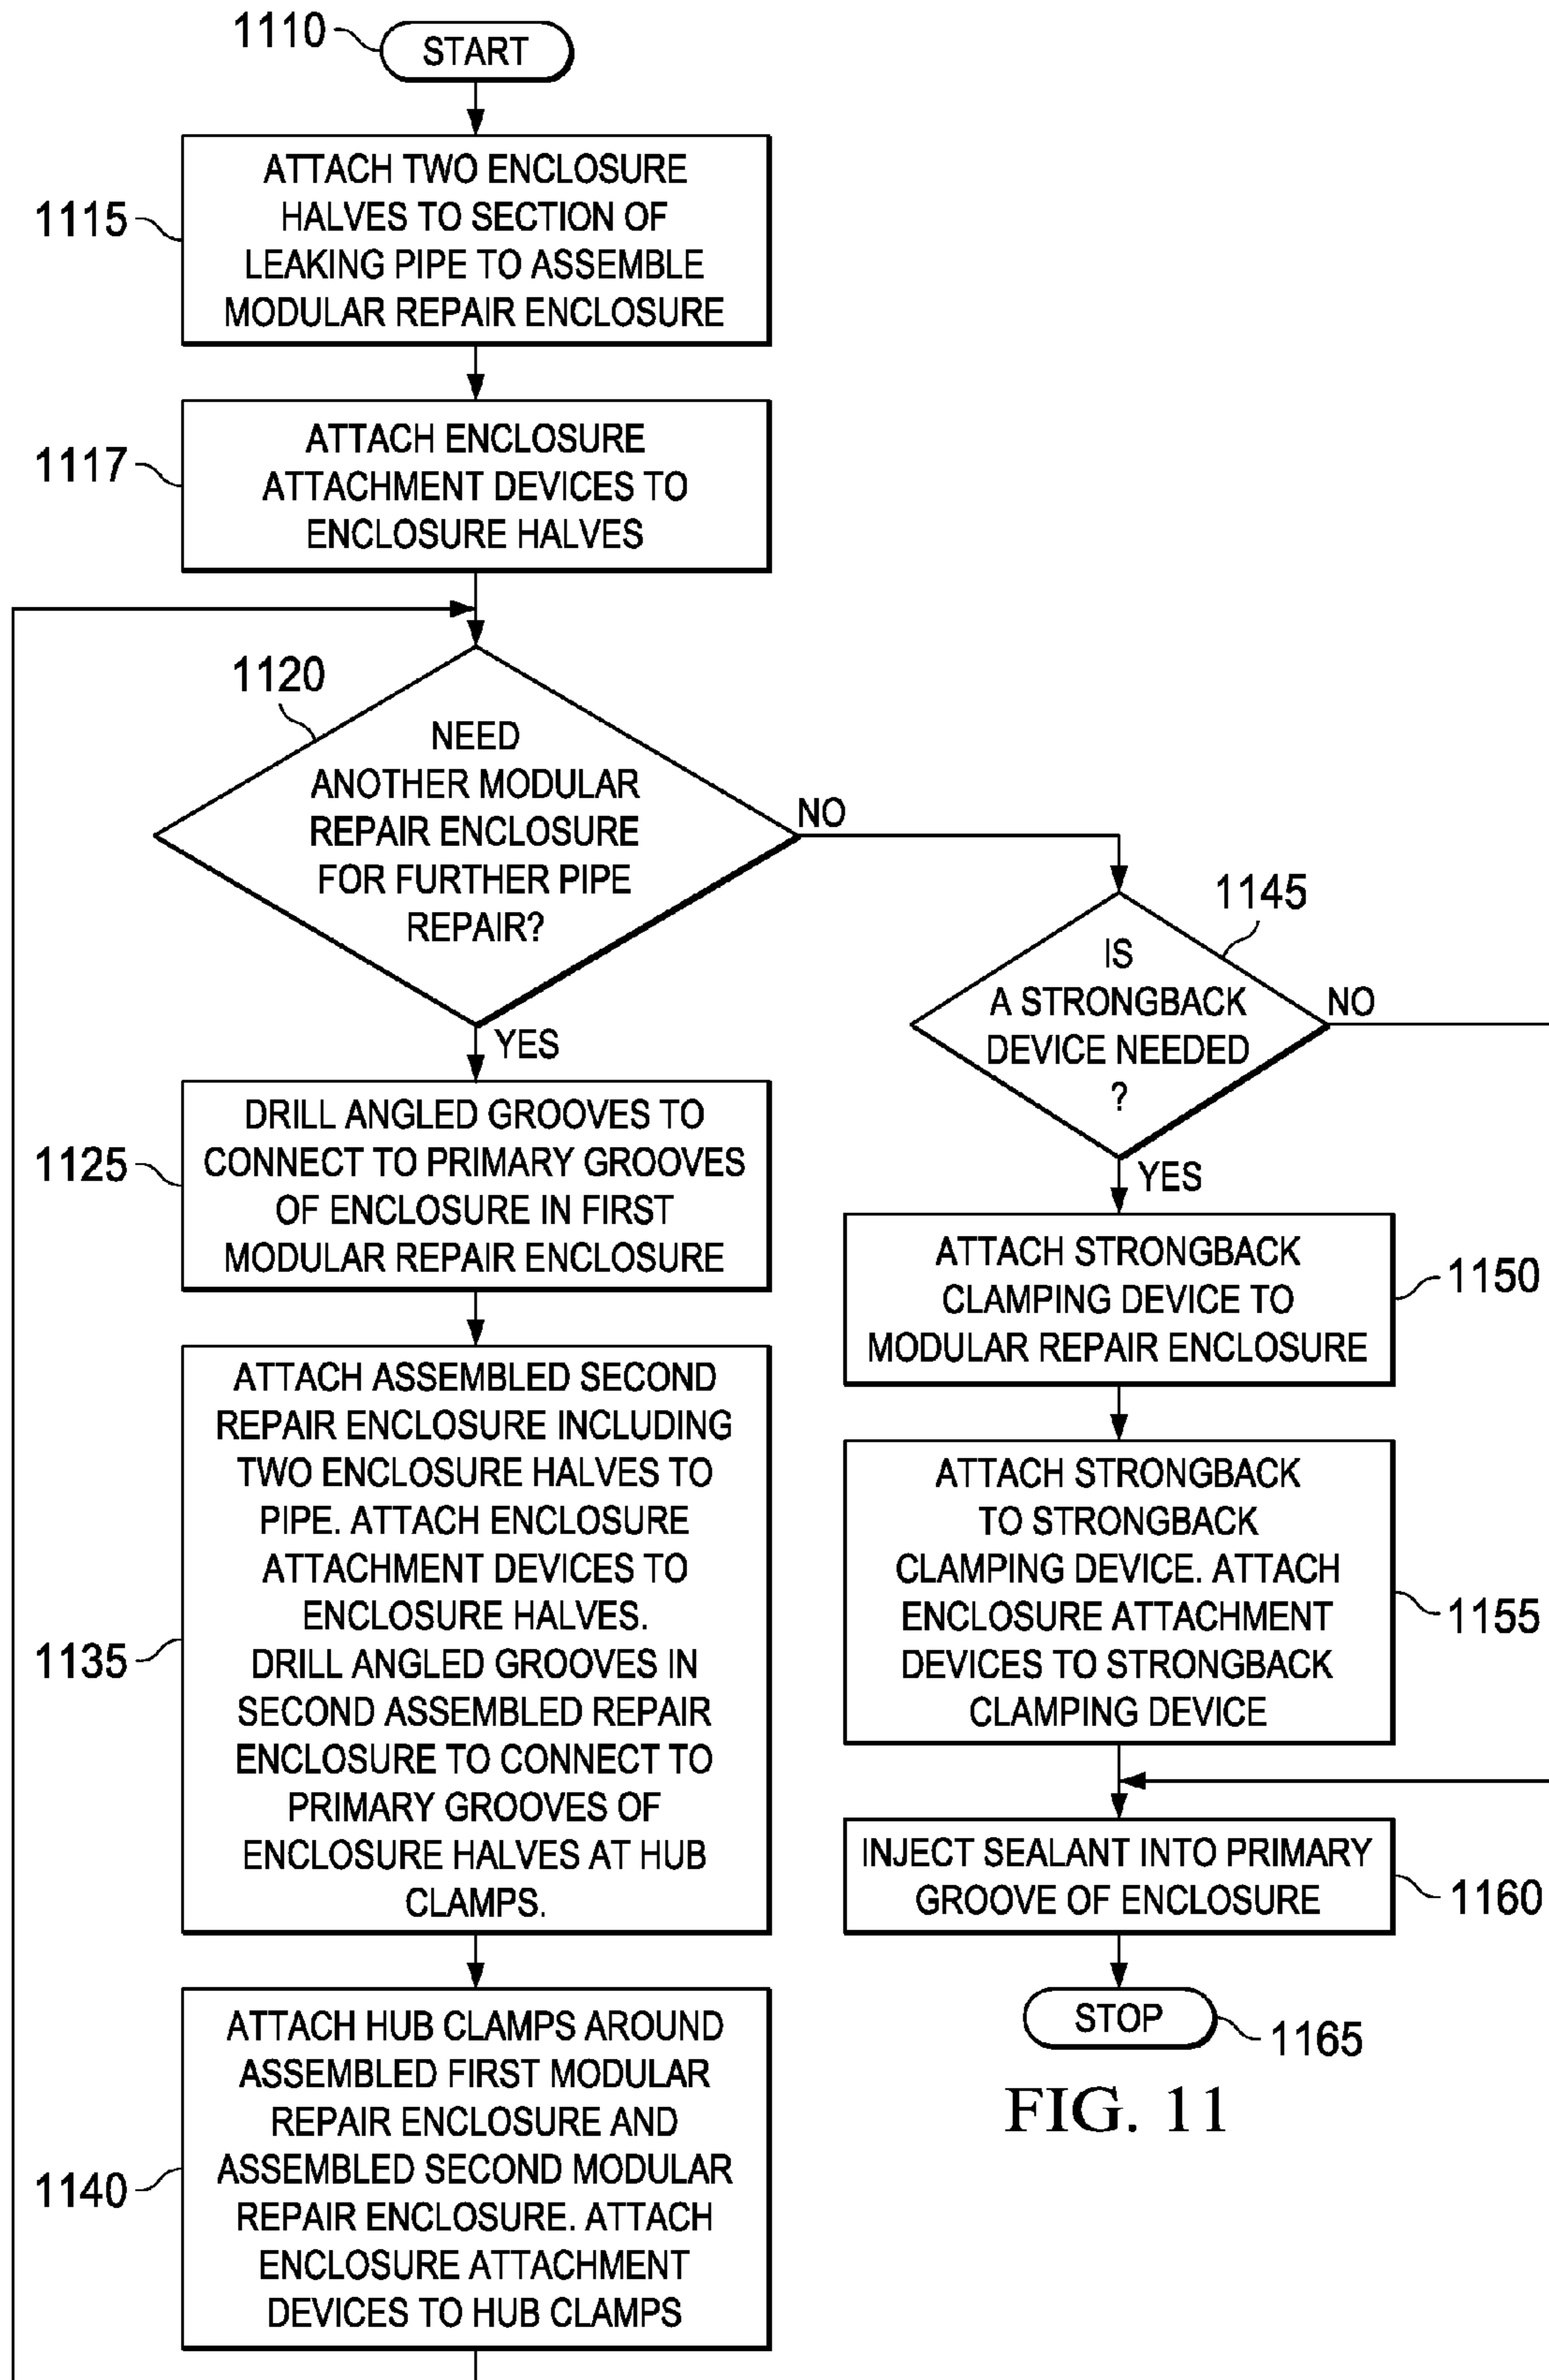 1110
START
1115
ATTACH TWO ENCLOSURE
HALVES TO SECTION OF
LEAKING PIPE TO ASSEMBLE
MODULAR REPAIR ENCLOSURE
1117
ATTACH ENCLOSURE
ATTACHMENT DEVICES TO
ENCLOSURE HALVES
1120
NEED
ANOTHER MODULAR
REPAIR ENCLOSURE
FOR FURTHER PIPE
REPAIR?
NO
YES
1125
DRILL ANGLED GROOVES TO
CONNECT TO PRIMARY GROOVES
OF ENCLOSURE IN FIRST
MODULAR REPAIR ENCLOSURE
1135
ATTACH ASSEMBLED SECOND
REPAIR ENCLOSURE INCLUDING
TWO ENCLOSURE HALVES TO
PIPE. ATTACH ENCLOSURE
ATTACHMENT DEVICES TO
ENCLOSURE HALVES.
DRILL ANGLED GROOVES IN
SECOND ASSEMBLED REPAIR
ENCLOSURE TO CONNECT TO
PRIMARY GROOVES OF
ENCLOSURE HALVES AT HUB
CLAMPS.
1140
ATTACH HUB CLAMPS AROUND
ASSEMBLED FIRST MODULAR
REPAIR ENCLOSURE AND
ASSEMBLED SECOND MODULAR
REPAIR ENCLOSURE. ATTACH
ENCLOSURE ATTACHMENT
DEVICES TO HUB CLAMPS
1145
IS
A STRONGBACK
DEVICE NEEDED
?
NO
YES
ATTACH STRONGBACK
CLAMPING DEVICE TO
MODULAR REPAIR ENCLOSURE
1150
ATTACH STRONGBACK
TO STRONGBACK
CLAMPING DEVICE. ATTACH
ENCLOSURE ATTACHMENT
DEVICES TO STRONGBACK
CLAMPING DEVICE
1155
INJECT SEALANT INTO PRIMARY
GROOVE OF ENCLOSURE
1160
STOP
1165
FIG. 11